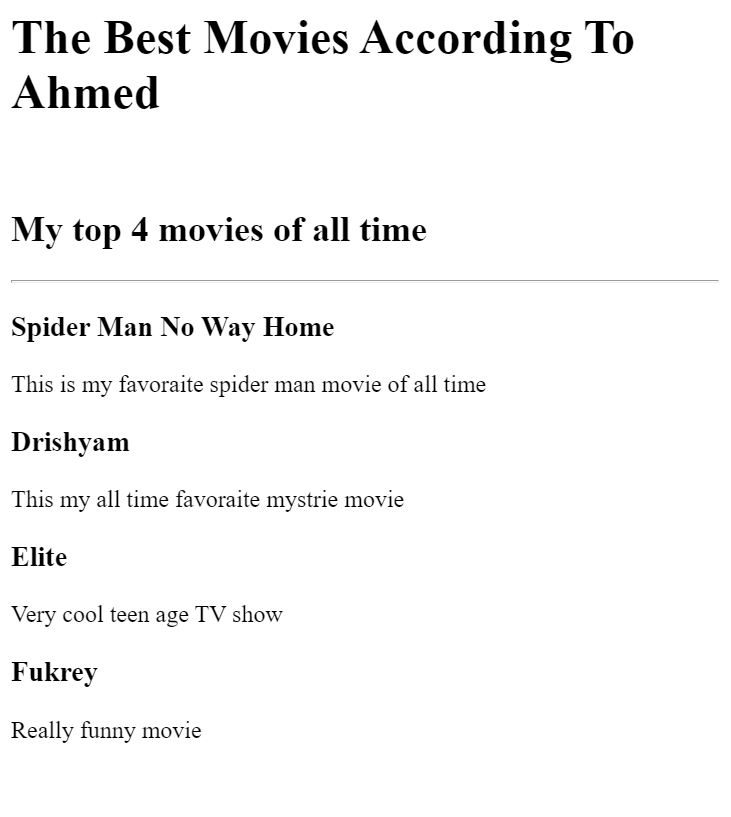 The Best Movies According To
Ahmed
My top 4 movies of all time
Spider Man No Way Home
This is my favoraite spider man movie of all time
Drishyam
This my all time favoraite mystrie movie
Elite
Very cool teen age TV show
Fukrey
Really funny movie